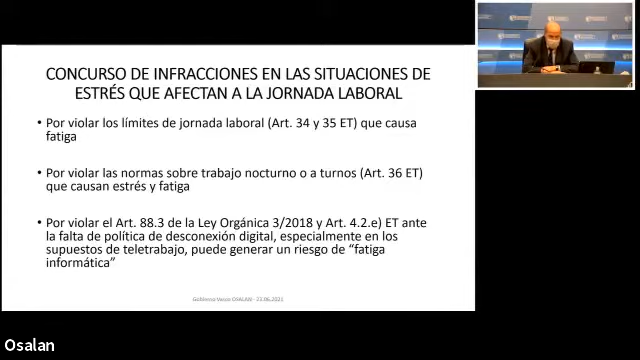 CONCURSO DE INFRACCIONES EN LAS SITUACIONES DE
ESTRÉS QUE AFECTAN A LA JORNADA LABORAL
• Por violar los límites de jornada laboral (Art. 34 y 35 ET) que causa
fatiga
• Por violar las normas sobre trabajo nocturno o a turnos (Art. 36 ET)
que causan estrés y fatiga
• Por violar el Art. 88.3 de la Ley Orgánica 3/2018 y Art. 4.2.e) ET ante
la falta de política de desconexión digital, especialmente en los
supuestos de teletrabajo, puede generar un riesgo de “fatiga
informática”
Gobierno Vasco OSALAN - 23.06.2021
Osalan